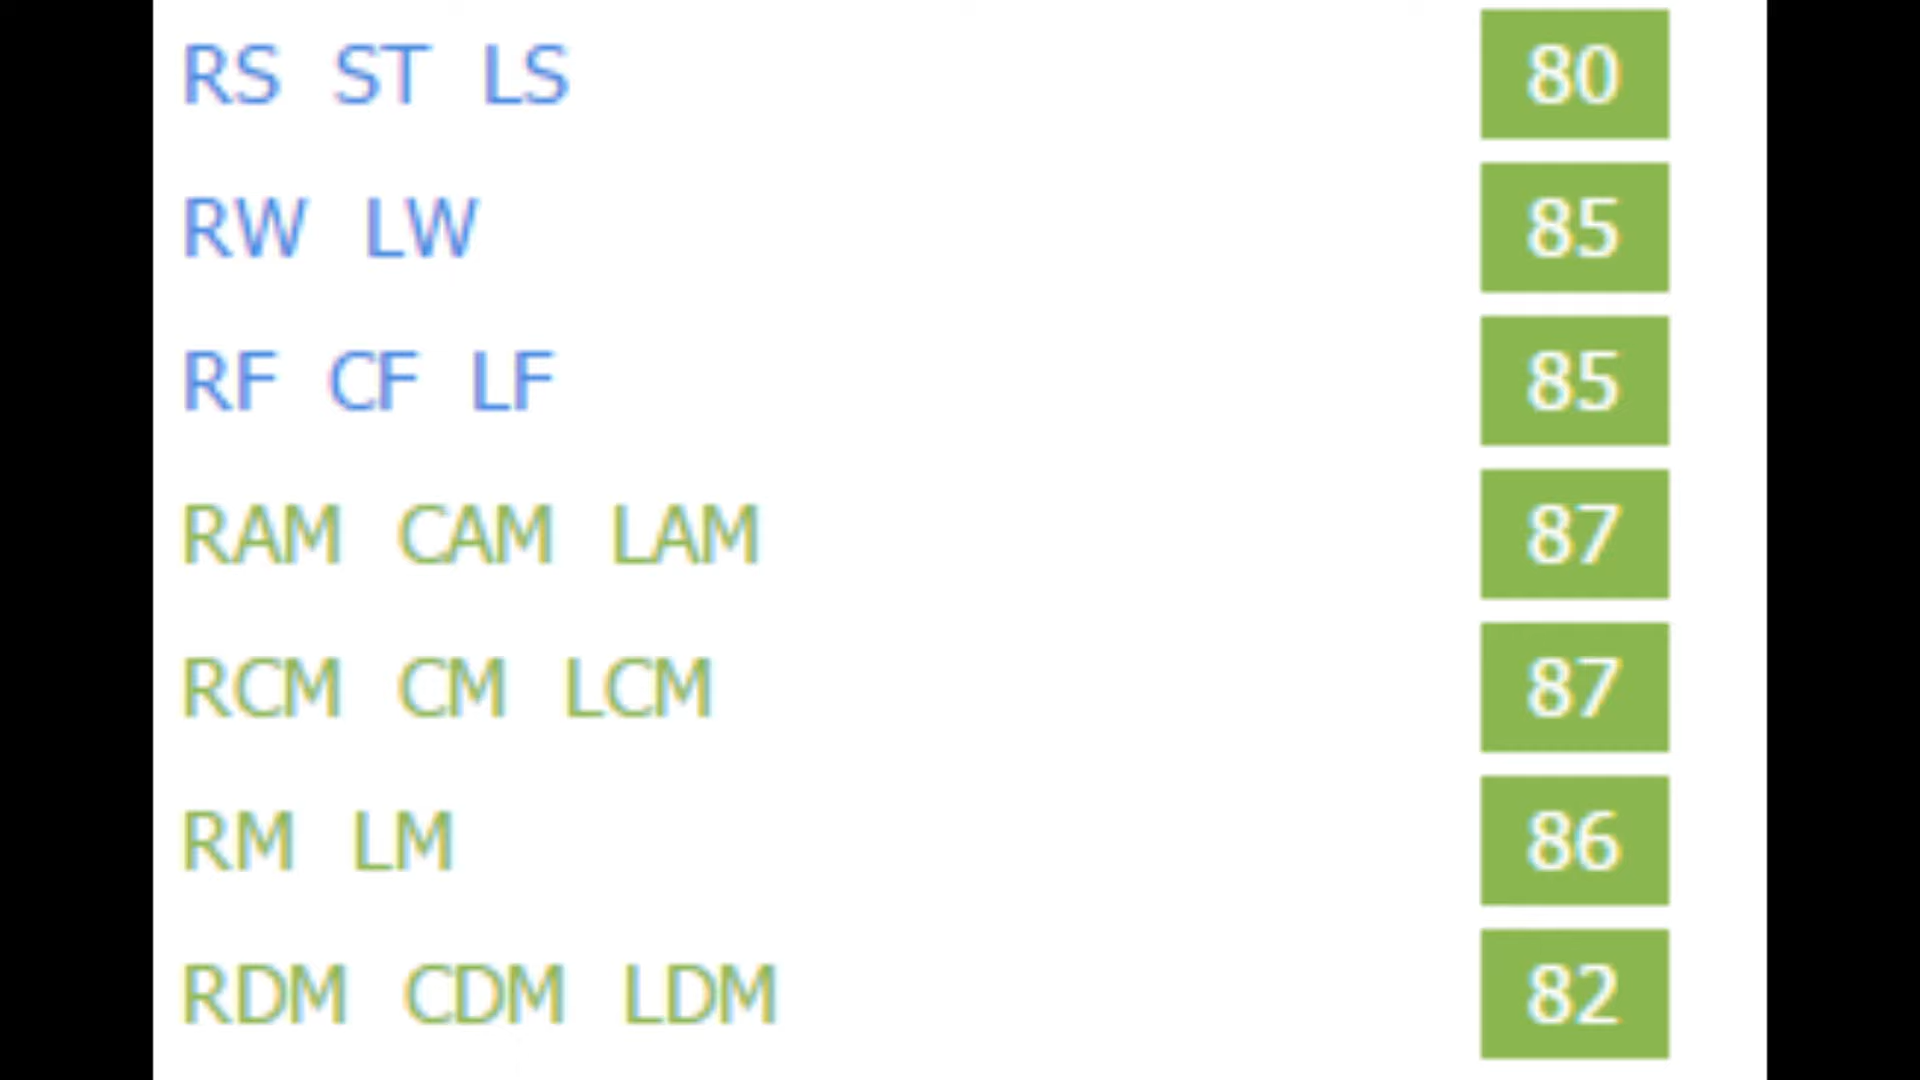 RS ST LS 80
RW LW 85
RF CF LF 85
RAM CAM LAM 87
RCM CM LCM 87
RM LM 86
RDM CDM LDM 82